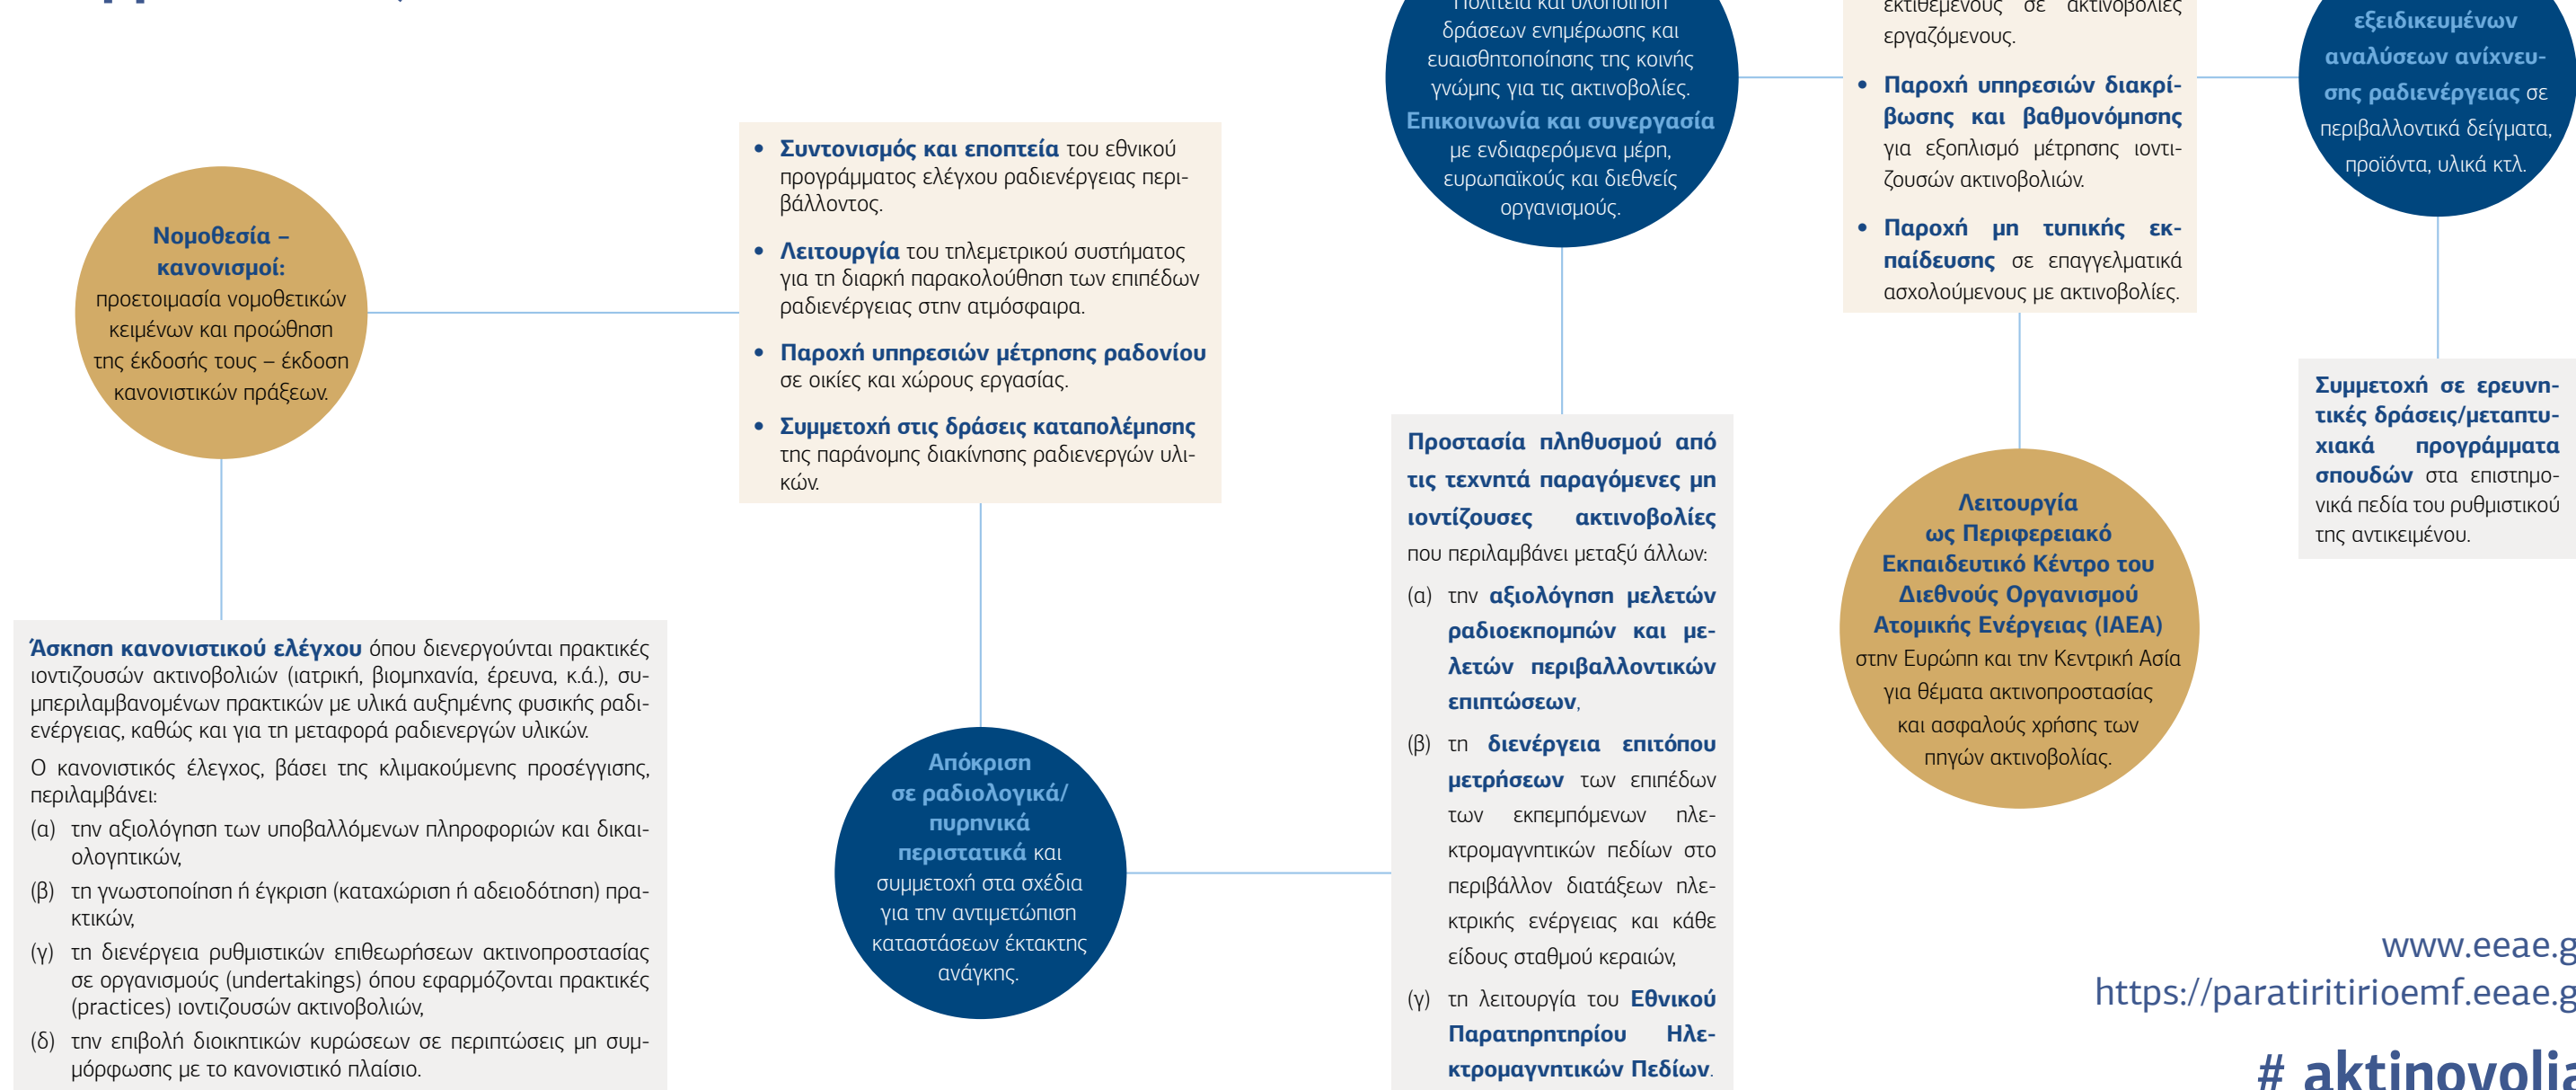 Νομοθεσία –
κανονισμοί:
προετοιμασία νομοθετικών
κειμένων και προώθηση
της έκδοσής τους – έκδοση
κανονιστικών πράξεων.
Άσκηση κανονιστικού ελέγχου όπου διενεργούνται πρακτικές
ιοντιζουσών ακτινοβολιών (ιατρική, βιομηχανία, έρευνα, κ.ά.), συ-
μπεριλαμβανομένων πρακτικών με υλικά αυξημένης φυσικής ραδι-
ενέργειας, καθώς και για τη μεταφορά ραδιενεργών υλικών.
Ο κανονιστικός έλεγχος, βάσει της κλιμακούμενης προσέγγισης,
περιλαμβάνει:
(α) την αξιολόγηση των υποβαλλόμενων πληροφοριών και δικαι-
ολογητικών,
(β) τη γνωστοποίηση ή έγκριση (καταχώριση ή αδειοδότηση) πρα-
κτικών,
(γ) τη διενέργεια ρυθμιστικών επιθεωρήσεων ακτινοπροστασίας
σε οργανισμούς (undertakings) όπου εφαρμόζονται πρακτικές
(practices) ιοντιζουσών ακτινοβολιών,
(δ) την επιβολή διοικητικών κυρώσεων σε περιπτώσεις μη συμ-
μόρφωσης με το κανονιστικό πλαίσιο.
• Συντονισμός και εποπτεία του εθνικού
προγράμματος ελέγχου ραδιενέργειας περι-
βάλλοντος.
• Λειτουργία του τηλεμετρικού συστήματος
για τη διαρκή παρακολούθηση των επιπέδων
ραδιενέργειας στην ατμόσφαιρα.
• Παροχή υπηρεσιών μέτρησης ραδονίου
σε οικίες και χώρους εργασίας.
• Συμμετοχή στις δράσεις καταπολέμησης
της παράνομης διακίνησης ραδιενεργών υλι-
κών.
Απόκριση
σε ραδιολογικά/
πυρηνικά
περιστατικά και
συμμετοχή στα σχέδια
για την αντιμετώπιση
καταστάσεων έκτακτης
ανάγκης.
Πολιτεία και υλοποίηση
δράσεων ενημέρωσης και
ευαισθητοποίησης της κοινής
γνώμης για τις ακτινοβολίες.
Επικοινωνία και συνεργασία
με ενδιαφερόμενα μέρη,
ευρωπαϊκούς και διεθνείς
οργανισμούς.
Προστασία πληθυσμού από
τις τεχνητά παραγόμενες μη
ιοντίζουσες ακτινοβολίες
που περιλαμβάνει μεταξύ άλλων:
(α) την αξιολόγηση μελετών
ραδιοεκπομπών και με-
λετών περιβαλλοντικών
επιπτώσεων,
(β) τη διενέργεια επιτόπου
μετρήσεων των επιπέδων
των εκπεμπόμενων ηλε-
κτρομαγνητικών πεδίων στο
περιβάλλον διατάξεων ηλε-
κτρικής ενέργειας και κάθε
είδους σταθμού κεραιών,
(γ) τη λειτουργία του Εθνικού
Παρατηρητηρίου Ηλε-
κτρομαγνητικών Πεδίων.
εκτιθέμενους σε ακτινοβολίες
εργαζόμενους.
• Παροχή υπηρεσιών διακρί-
βωσης και βαθμονόμησης
για εξοπλισμό μέτρησης ιοντι-
ζουσών ακτινοβολιών.
• Παροχή μη τυπικής εκ-
παίδευσης σε επαγγελματικά
ασχολούμενους με ακτινοβολίες.
Λειτουργία
ως Περιφερειακό
Εκπαιδευτικό Κέντρο του
Διεθνούς Οργανισμού
Ατομικής Ενέργειας (IAEA)
στην Ευρώπη και την Κεντρική Ασία
για θέματα ακτινοπροστασίας
και ασφαλούς χρήσης των
πηγών ακτινοβολίας.
εξειδικευμένων
αναλύσεων ανίχνευ-
σης ραδιενέργειας σε
περιβαλλοντικά δείγματα,
προϊόντα, υλικά κτλ.
Συμμετοχή σε ερευνη-
τικές δράσεις/μεταπτυ-
χιακά προγράμματα
σπουδών στα επιστημο-
νικά πεδία του ρυθμιστικού
της αντικειμένου.
www.eeae.g
https://paratiritirioemf.eeae.g
# aktinovolia